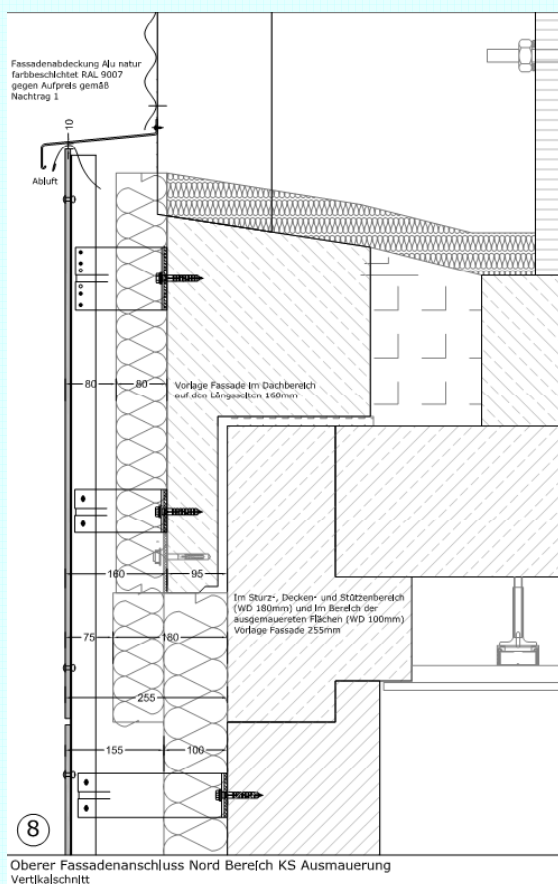 Fassadenabdeckung Alu natur
farbbeschichtet RAL 9007
gegen Aufpreis gemäß
Nachtrag 1
10
Abluft
80
80
Vorlage Fassade im Dachbereich
auf den Längsseiten 160mm
160
95
Im Sturz-, Decken- und Stützenbereich
(WD 180mm) und im Bereich der
ausgemauereten Flächen (WD 100mm)
Vorlage Fassade 255mm
75
180
255
155
100
8
Oberer Fassadenanschluss Nord Bereich KS Ausmauerung
Vertikalschnitt